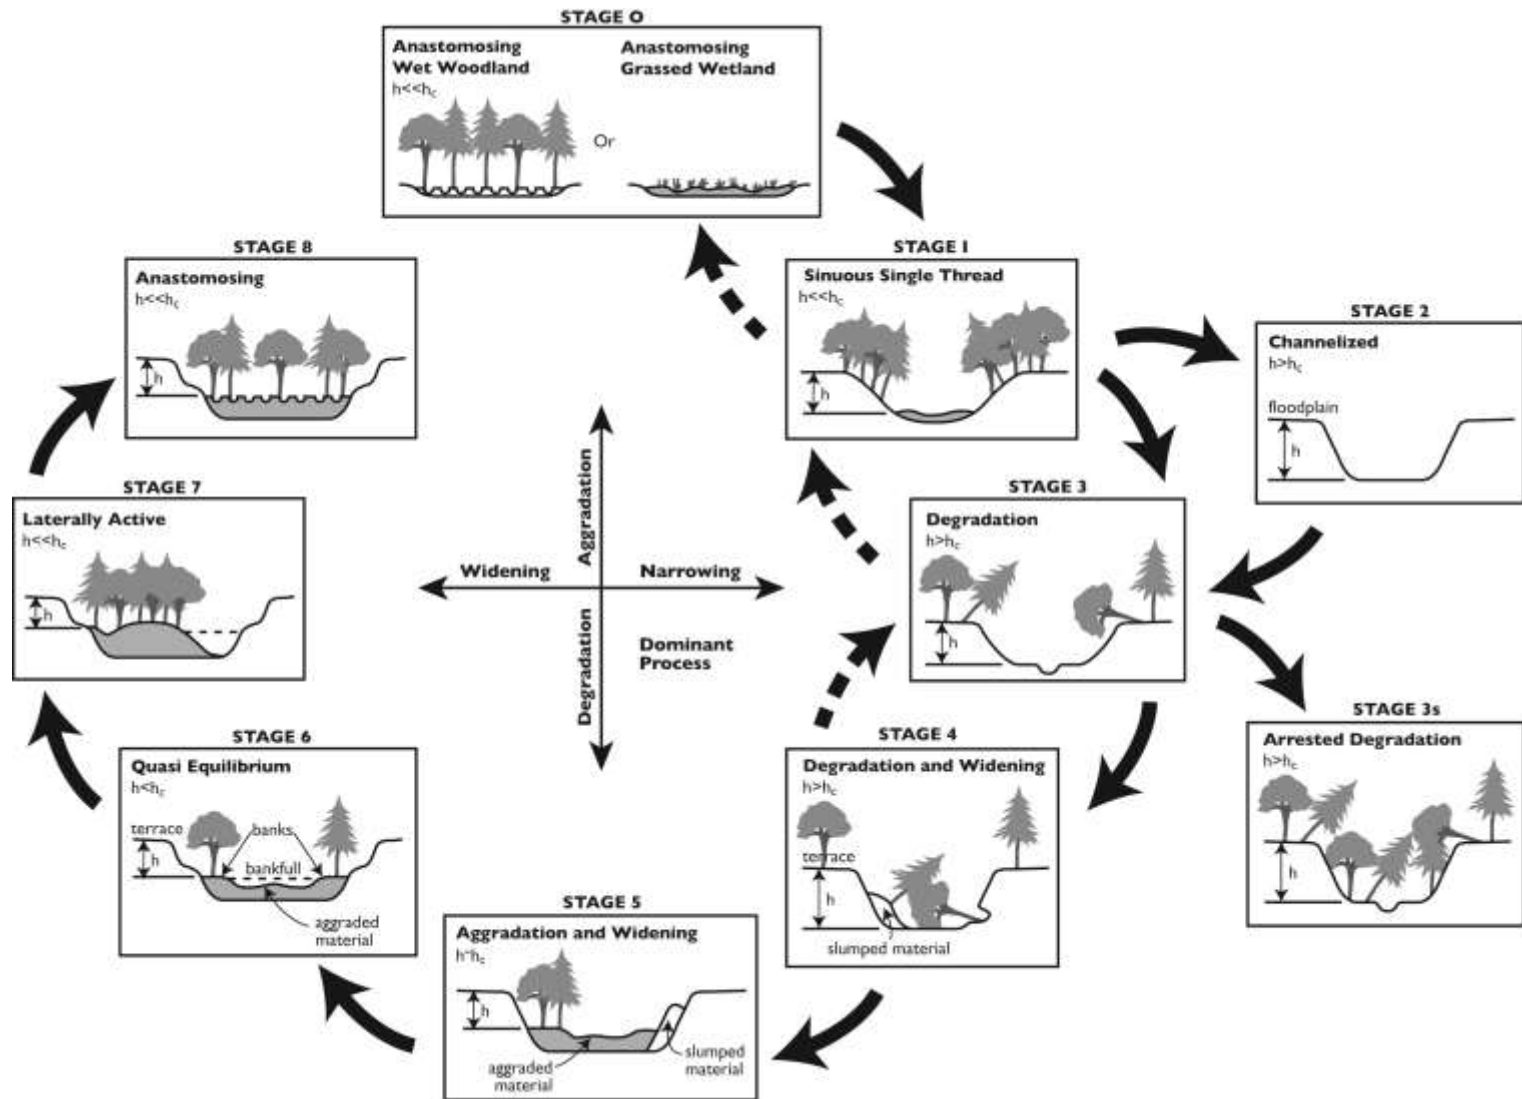 STAGE O
Anastomosing
Wet Woodland
h<<hc
Or
Anastomosing
Grassed Wetland
STAGE I
Sinuous Single Thread
h<<hc
h
STAGE 2
Channelized
h>hc
floodplain
h
STAGE 3
Degradation
h>hc
h
STAGE 3s
Arrested Degradation
h>hc
h
STAGE 4
Degradation and Widening
h>hc
terrace
h
slumped material
STAGE 5
Aggradation and Widening
h~hc
h
aggraded
material
slumped
material
STAGE 6
Quasi Equilibrium
h<hc
terrace
banks
h
bankfull
aggraded
material
STAGE 7
Laterally Active
h<<hc
h
STAGE 8
Anastomosing
h<<hc
h
Aggradation
Widening
Narrowing
Degradation
Dominant
Process